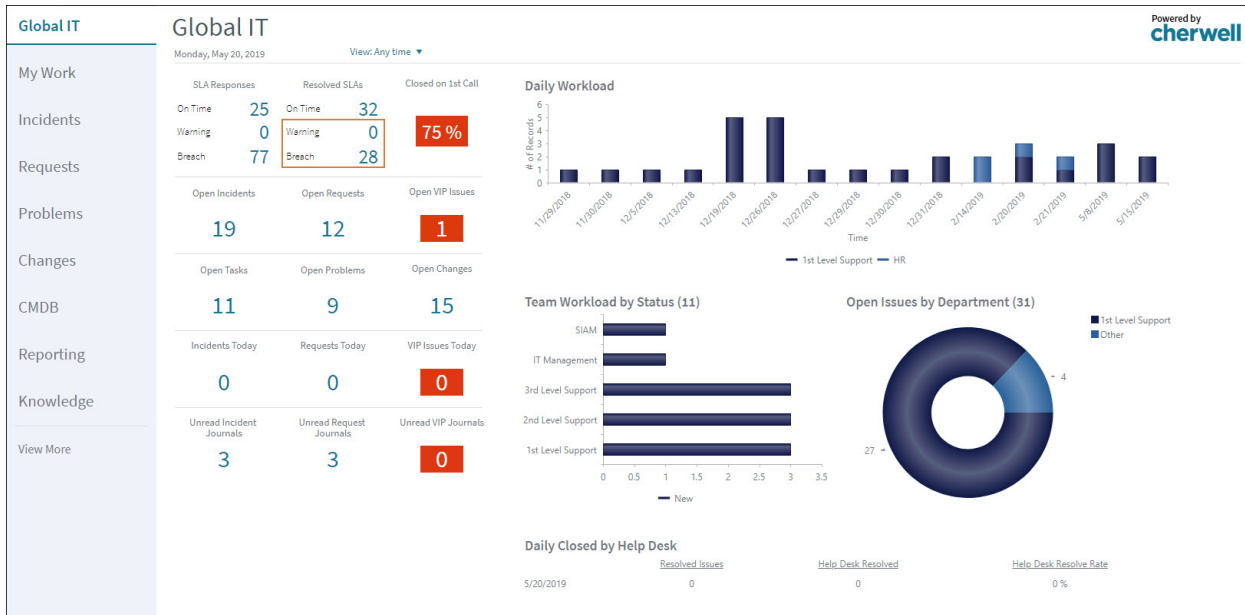 Global IT
My Work
Incidents
Requests
Problems
Changes
CMDB
Reporting
Knowledge
View More
Global IT
Powered by
cherwell
Monday, May 20, 2019
View: Any time
SLA Responses
On Time 25
Warning 0
Breach 77
Resolved SLAs
On Time 32
Warning 0
Breach 28
Closed on 1st Call
75 %
Open Incidents
19
Open Requests
12
Open VIP Issues
1
Open Tasks
11
Open Problems
9
Open Changes
15
Incidents Today
0
Requests Today
0
VIP Issues Today
0
Unread Incident
Journals
3
Unread Request
Journals
3
Unread VIP Journals
0
Daily Workload
# of Records
6
5
4
3
2
1
0
11/29/2018
11/30/2018
12/5/2018
12/13/2018
12/19/2018
12/26/2018
12/27/2018
12/29/2018
12/30/2018
12/31/2018
2/14/2019
2/20/2019
2/21/2019
5/8/2019
5/15/2019
Time
1st Level Support HR
Team Workload by Status (11)
SIAM
IT Management
3rd Level Support
2nd Level Support
1st Level Support
0 0.5 1 1.5 2 2.5 3 3.5
New
Open Issues by Department (31)
1st Level Support
Other
4
27
Daily Closed by Help Desk
Resolved Issues Help Desk Resolved Help Desk Resolve Rate
5/20/2019 0 0 0 %